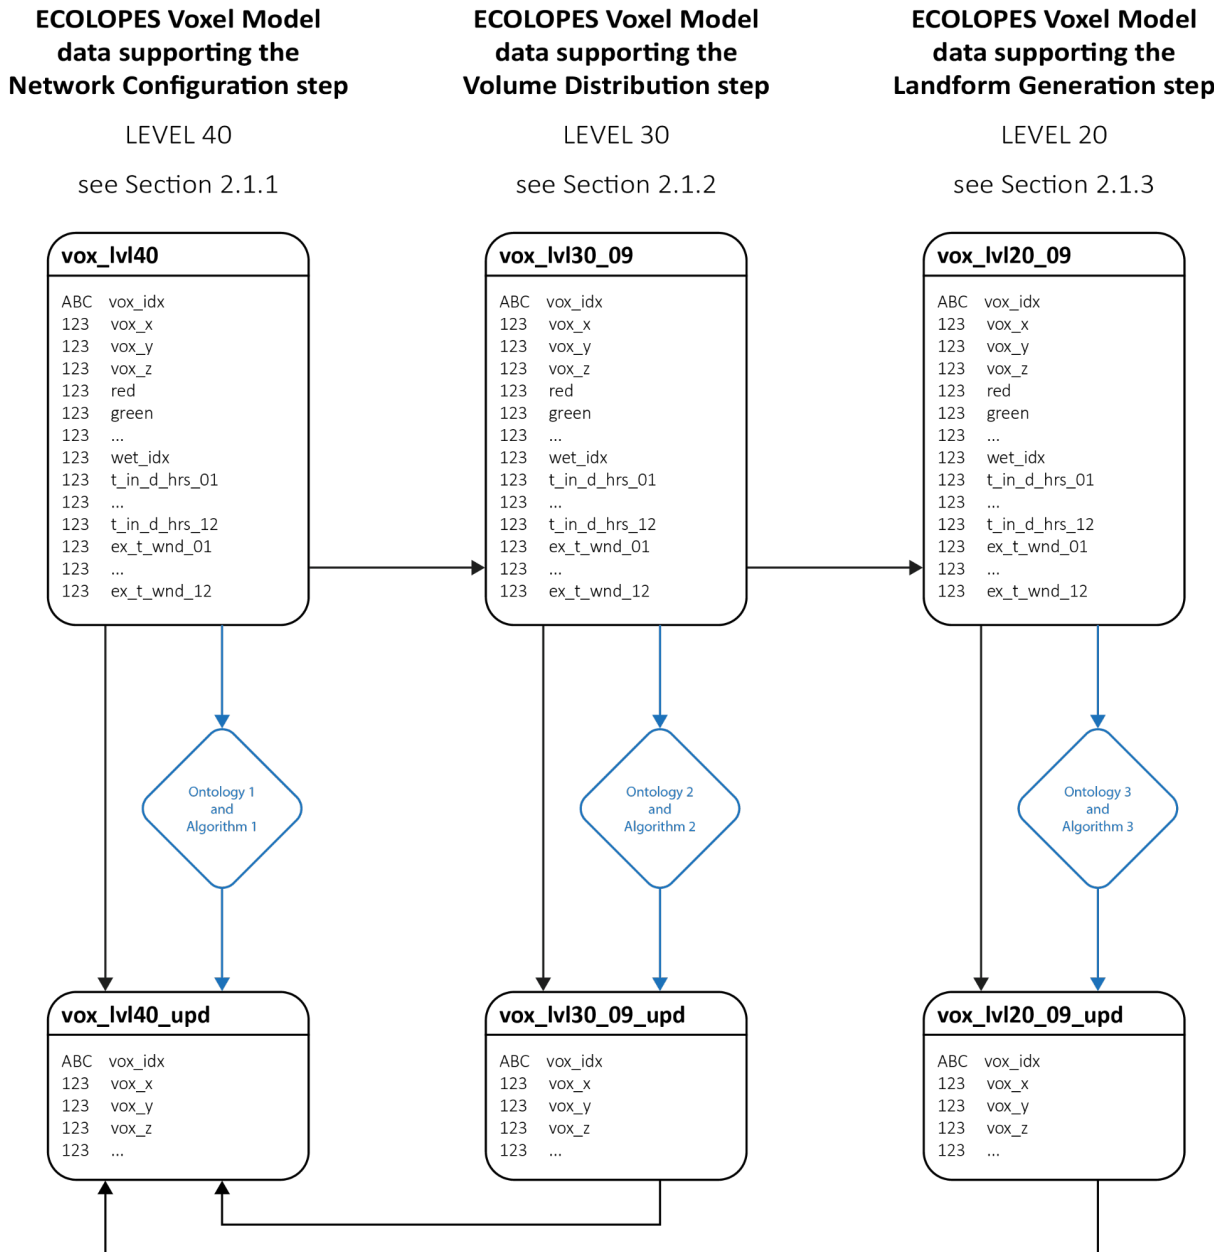 ECOLOPES Voxel Model
data supporting the
Network Configuration step
LEVEL 40
see Section 2.1.1
ECOLOPES Voxel Model
data supporting the
Volume Distribution step
LEVEL 30
see Section 2.1.2
ECOLOPES Voxel Model
data supporting the
Landform Generation step
LEVEL 20
see Section 2.1.3
vox_lvl40
ABC vox_idx
123 vox_x
123 vox_y
123 vox_z
123 red
123 green
123 ...
123 wet_idx
123 t_in_d_hrs_01
123 ...
123 t_in_d_hrs_12
123 ex_t_wnd_01
123 ...
123 ex_t_wnd_12
vox_lvl30_09
ABC vox_idx
123 vox_x
123 vox_y
123 vox_z
123 red
123 green
123 ...
123 wet_idx
123 t_in_d_hrs_01
123 ...
123 t_in_d_hrs_12
123 ex_t_wnd_01
123 ...
123 ex_t_wnd_12
vox_lvl20_09
ABC vox_idx
123 vox_x
123 vox_y
123 vox_z
123 red
123 green
123 ...
123 wet_idx
123 t_in_d_hrs_01
123 ...
123 t_in_d_hrs_12
123 ex_t_wnd_01
123 ...
123 ex_t_wnd_12
Ontology 1
and
Algorithm 1
Ontology 2
and
Algorithm 2
Ontology 3
and
Algorithm 3
vox_lvl40_upd
ABC vox_idx
123 vox_x
123 vox_y
123 vox_z
123 ...
vox_lvl30_09_upd
ABC vox_idx
123 vox_x
123 vox_y
123 vox_z
123 ...
vox_lvl20_09_upd
ABC vox_idx
123 vox_x
123 vox_y
123 vox_z
123 ...